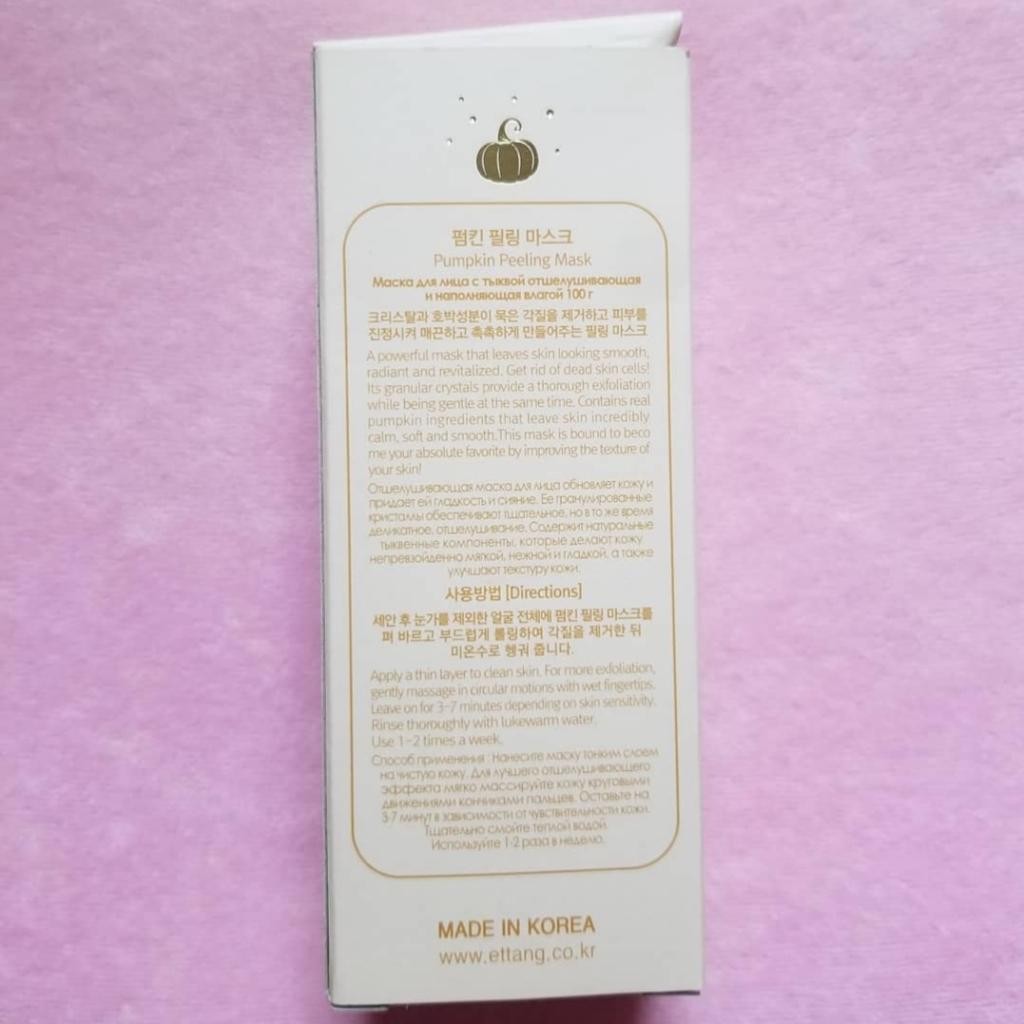 펌킨 필링 마스크
Pumpkin Peeling Mask
Маска для лица с тыквой отшелушивающая
и наполняющая влагой 100 г
크리스탈과 호박성분이 묵은 각질을 제거하고 피부를
진정시켜 매끈하고 촉촉하게 만들어주는 필링 마스크
A powerful mask that leaves skin looking smooth,
radiant and revitalized. Get rid of dead skin cells!
Its granular crystals provide a thorough exfoliation
while being gentle at the same time. Contains real
pumpkin ingredients that leave skin incredibly
calm, soft and smooth.This mask is bound to beco
me your absolute favorite by improving the texture of
your skin!
Отшелушивающая маска для лица обновляет кожу и
придает ей гладкость и сияние. Ее гранулированные
кристаллы обеспечивают тщательное, но в то же время
деликатное, отшелушивание. Содержит натуральные
тыквенные компоненты, которые делают кожу
непревзойденно мягкой, нежной и гладкой, а также
улучшают текстуру кожи.
사용방법 [Directions]
세안 후 눈가를 제외한 얼굴 전체에 펌킨 필링 마스크를
펴 바르고 부드럽게 롤링하여 각질을 제거한 뒤
미온수로 헹궈 줍니다.
Apply a thin layer to clean skin. For more exfoliation,
gently massage in circular motions with wet fingertips.
Leave on for 3-7 minutes depending on skin sensitivity.
Rinse thoroughly with lukewarm water.
Use 1-2 times a week.
Способ применения : Нанесите маску тонким слоем
на чистую кожу. Для лучшего отшелушивающего
эффекта мягко массируйте кожу круговыми
движениями кончиками пальцев. Оставьте на
3-7 минут в зависимости от чувствительности кожи.
Тщательно смойте теплой водой.
Используйте 1-2 раза в неделю.
MADE IN KOREA
www.ettang.co.kr